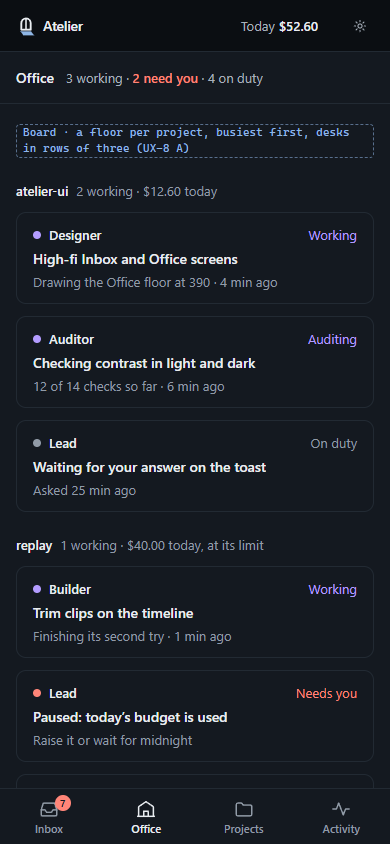 Atelier
Today $52.60
Office 3 working · 2 need you · 4 on duty
Board · a floor per project, busiest first, desks
in rows of three (UX-8 A)
atelier-ui 2 working · $12.60 today
Designer Working
High-fi Inbox and Office screens
Drawing the Office floor at 390 · 4 min ago
Auditor Auditing
Checking contrast in light and dark
12 of 14 checks so far · 6 min ago
Lead On duty
Waiting for your answer on the toast
Asked 25 min ago
replay 1 working · $40.00 today, at its limit
Builder Working
Trim clips on the timeline
Finishing its second try · 1 min ago
Lead Needs you
Paused: today’s budget is used
Raise it or wait for midnight
7
Inbox Office Projects Activity